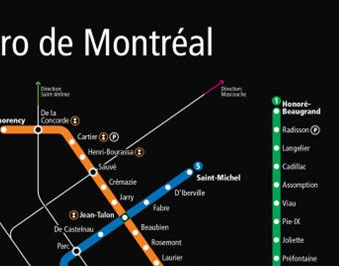 ro de Montréal
Direction
Saint-Jérôme
Direction
Mascouche
orency
De la
Concorde
Cartier P
Henri-Bourassa
Sauvé
Crémazie
Jarry
Jean-Talon
De Castelnau
Parc
Beaubien
Rosemont
Laurier
5
Saint-Michel
D'Iberville
Fabre
1
Honoré-
Beaugrand
Radisson P
Langelier
Cadillac
Assomption
Viau
Pie-IX
Joliette
Préfontaine